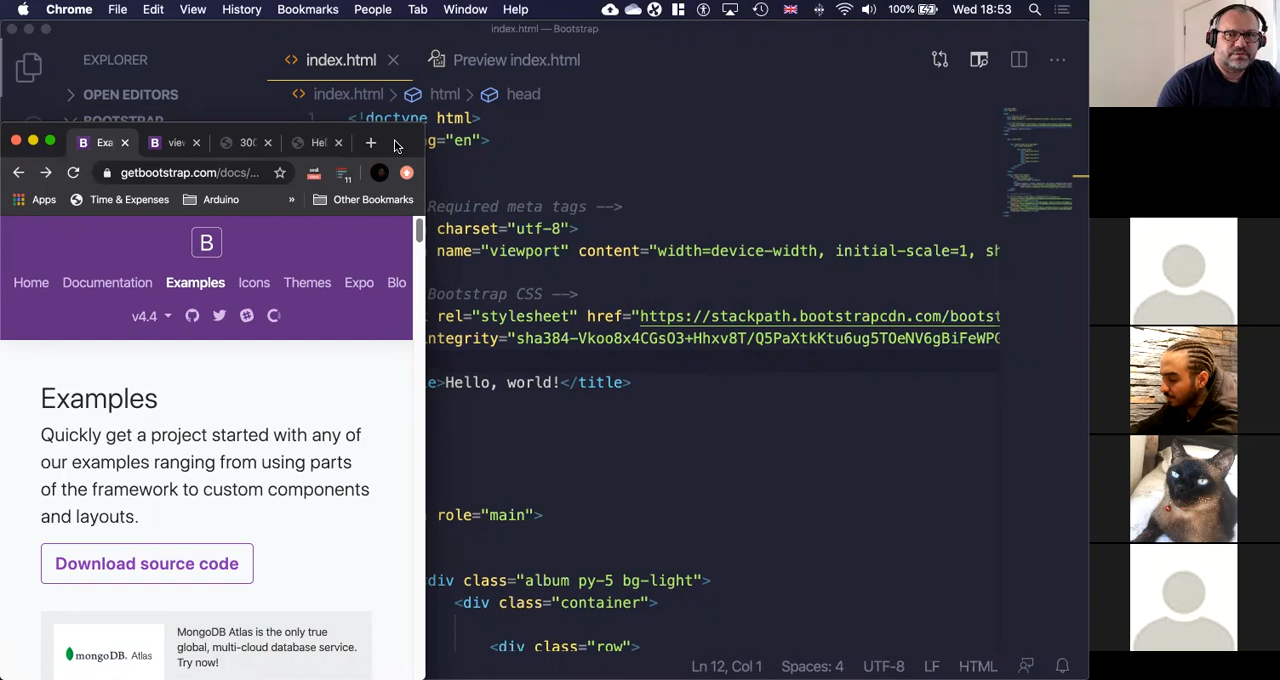 Chrome File Edit View History Bookmarks People Tab Window Help 100% Wed 18:53
index.html — Bootstrap
EXPLORER
index.html
Preview index.html
OPEN EDITORS
index.html > html > head
BOOTSTRAP
1 <!doctype html>
g="en">
Required meta tags -->
charset="utf-8">
name="viewport" content="width=device-width, initial-scale=1, sh
Bootstrap CSS -->
rel="stylesheet" href="https://stackpath.bootstrapcdn.com/bootst
ntegrity="sha384-Vkoo8x4CGsO3+Hhxv8T/Q5PaXtkKtu6ug5TOeNV6gBiFeWPG
e>Hello, world!</title>
role="main">
div class="album py-5 bg-light">
<div class="container">
<div class="row">
Ln 12, Col 1 Spaces: 4 UTF-8 LF HTML
Exa
view
300
Hel
getbootstrap.com/docs/...
11
Apps Time & Expenses Arduino » Other Bookmarks
B
Home Documentation Examples Icons Themes Expo Blo
v4.4
Examples
Quickly get a project started with any of
our examples ranging from using parts
of the framework to custom components
and layouts.
Download source code
mongoDB. Atlas
MongoDB Atlas is the only true
global, multi-cloud database service.
Try now!